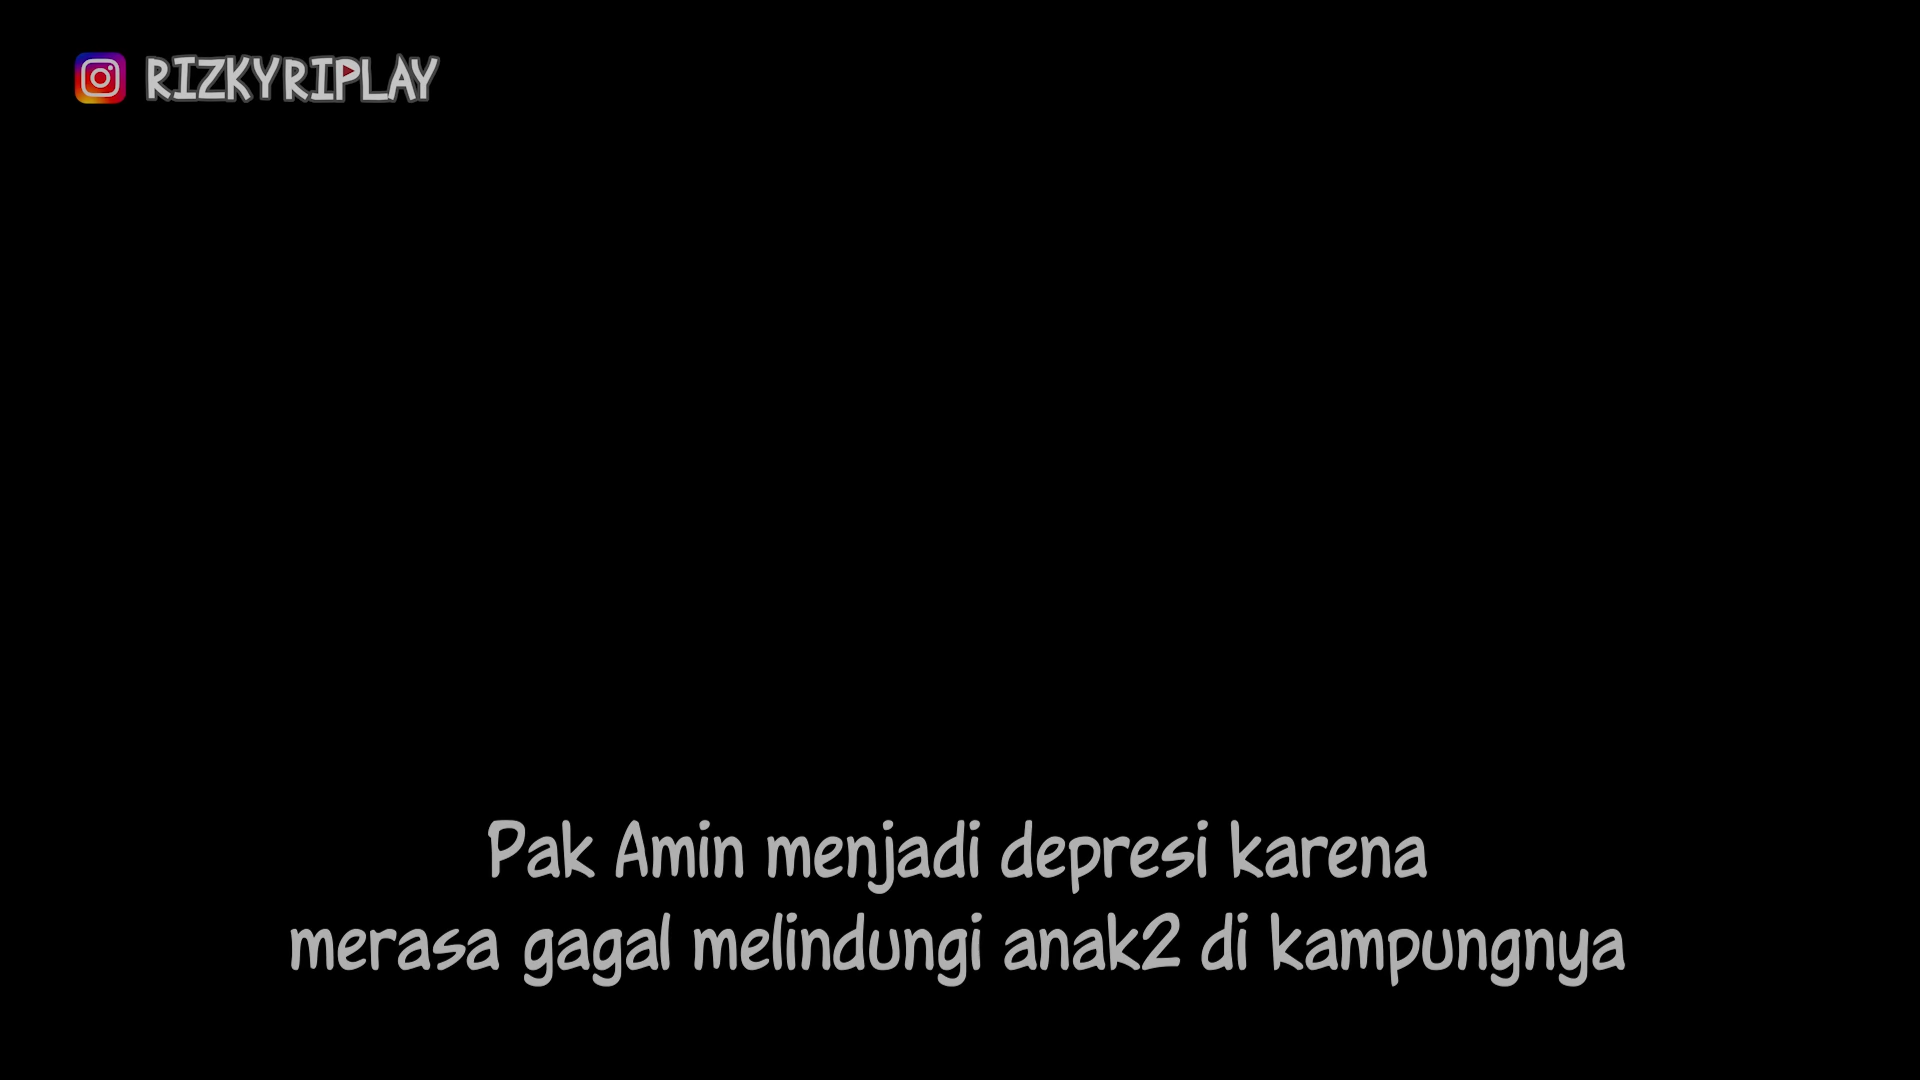 RIZKYRIPLAY
Pak Amin menjadi depresi karena
merasa gagal melindungi anak2 di kampungnya